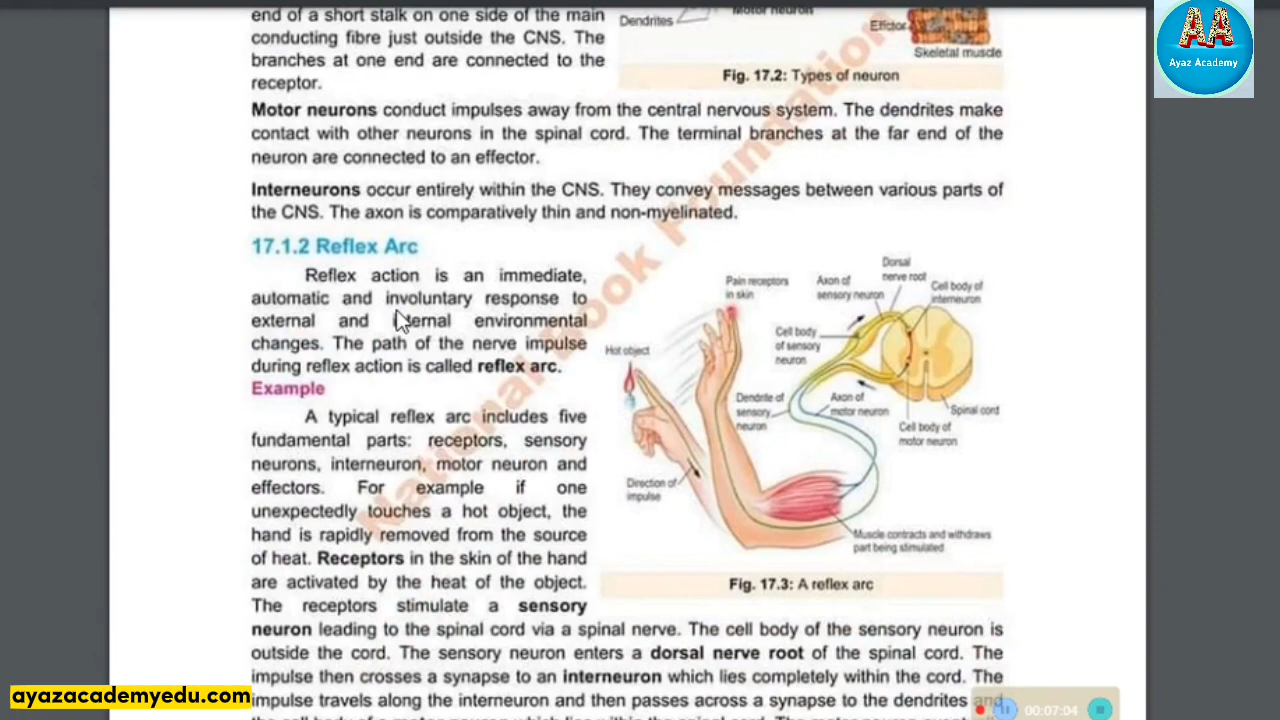 end of a short stalk on one side of the main
conducting fibre just outside the CNS. The
branches at one end are connected to the
receptor.
Dendrites
Motor neuron
Effector
Skeletal muscle
Fig. 17.2: Types of neuron
Motor neurons conduct impulses away from the central nervous system. The dendrites make
contact with other neurons in the spinal cord. The terminal branches at the far end of the
neuron are connected to an effector.
Interneurons occur entirely within the CNS. They convey messages between various parts of
the CNS. The axon is comparatively thin and non-myelinated.
17.1.2 Reflex Arc
Reflex action is an immediate,
automatic and involuntary response to
external and internal environmental
changes. The path of the nerve impulse
during reflex action is called reflex arc.
Example
A typical reflex arc includes five
fundamental parts: receptors, sensory
neurons, interneuron, motor neuron and
effectors. For example if one
unexpectedly touches a hot object, the
hand is rapidly removed from the source
of heat. Receptors in the skin of the hand
are activated by the heat of the object.
The receptors stimulate a sensory
neuron leading to the spinal cord via a spinal nerve. The cell body of the sensory neuron is
outside the cord. The sensory neuron enters a dorsal nerve root of the spinal cord. The
impulse then crosses a synapse to an interneuron which lies completely within the cord. The
impulse travels along the interneuron and then passes across a synapse to the dendrites and
Hot object
Pain receptors
in skin
Axon of
sensory neuron
Dorsal
nerve root
Cell body of
interneuron
Cell body
of sensory
neuron
Dendrite of
sensory
neuron
Axon of
motor neuron
Spinal cord
Cell body of
motor neuron
Direction of
impulse
Muscle contracts and withdraws
part being stimulated
Fig. 17.3: A reflex arc
National Book Foundation
AA
Ayaz Academy
ayazacademyedu.com
00:07:04